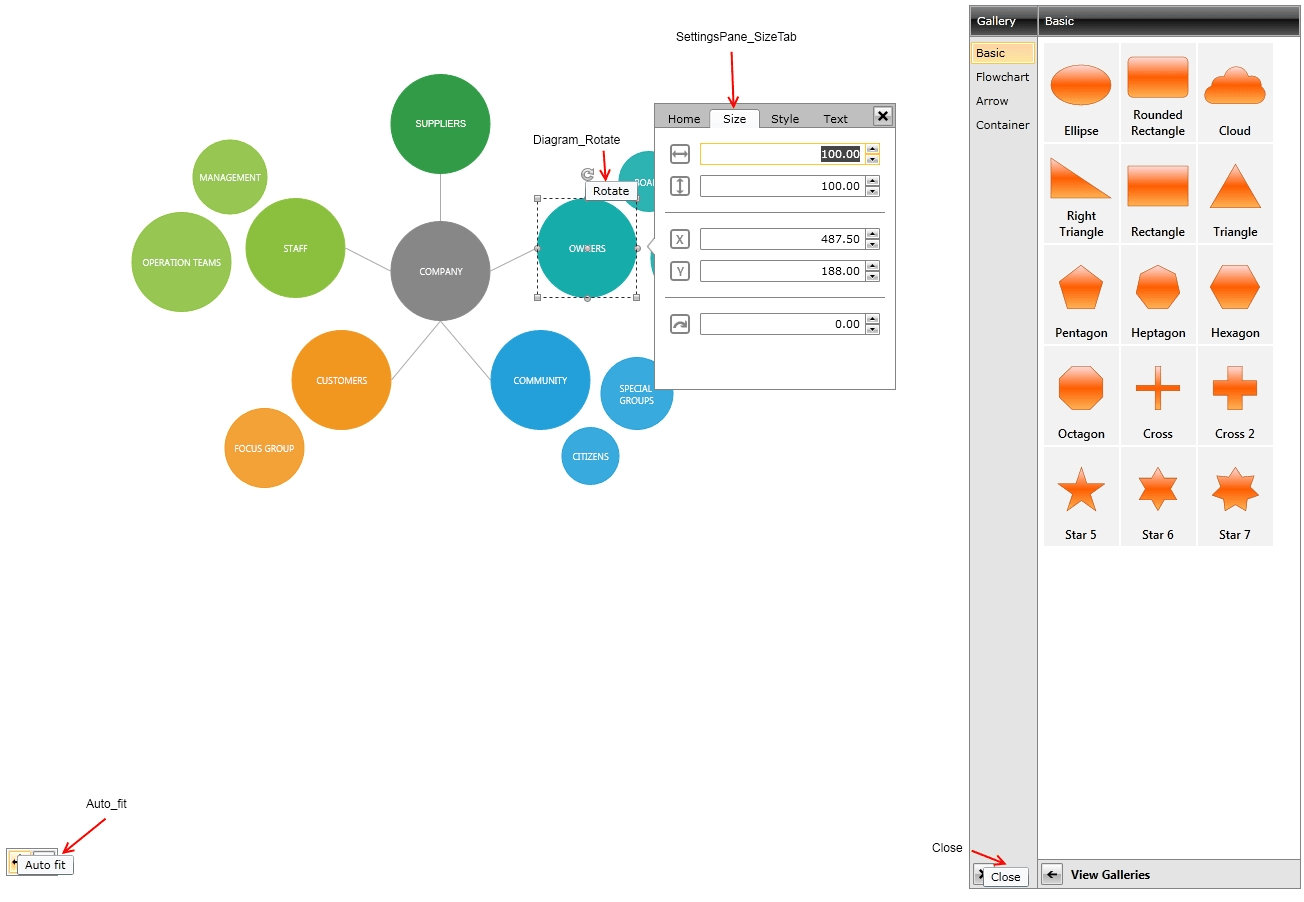 SettingsPane_SizeTab
Diagram_Rotate
Rotate
SUPPLIERS
MANAGEMENT
OPERATION TEAMS
STAFF
COMPANY
OWNERS
CUSTOMERS
COMMUNITY
FOCUS GROUP
SPECIAL
GROUPS
CITIZENS
Home Size Style Text
100.00
100.00
X 487.50
Y 188.00
0.00
Gallery Basic
Basic
Flowchart
Arrow
Container
Ellipse
Rounded
Rectangle
Cloud
Right
Triangle
Rectangle
Triangle
Pentagon
Heptagon
Hexagon
Octagon
Cross
Cross 2
Star 5
Star 6
Star 7
Auto_fit
Auto fit
Close
Close
View Galleries